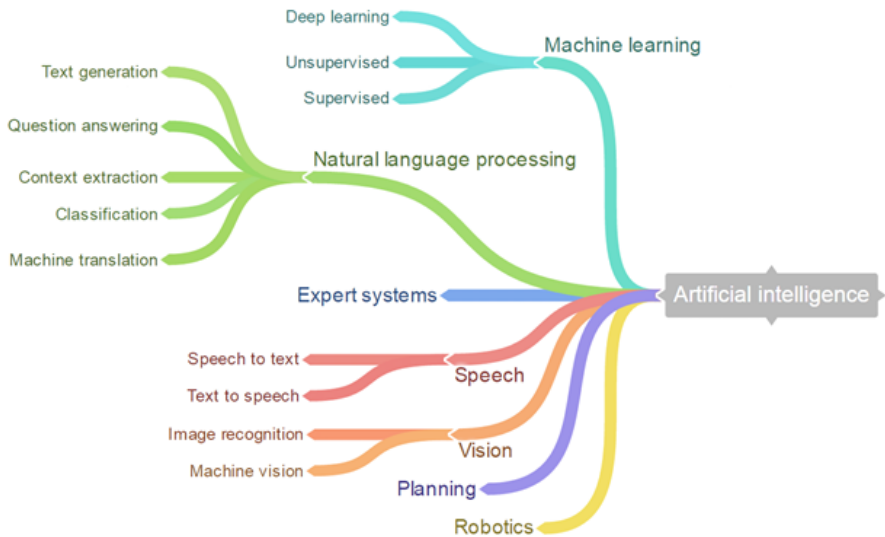 Deep learning
Machine learning
Unsupervised
Supervised
Text generation
Question answering
Natural language processing
Context extraction
Classification
Machine translation
Expert systems
Artificial intelligence
Speech to text
Speech
Text to speech
Image recognition
Vision
Machine vision
Planning
Robotics